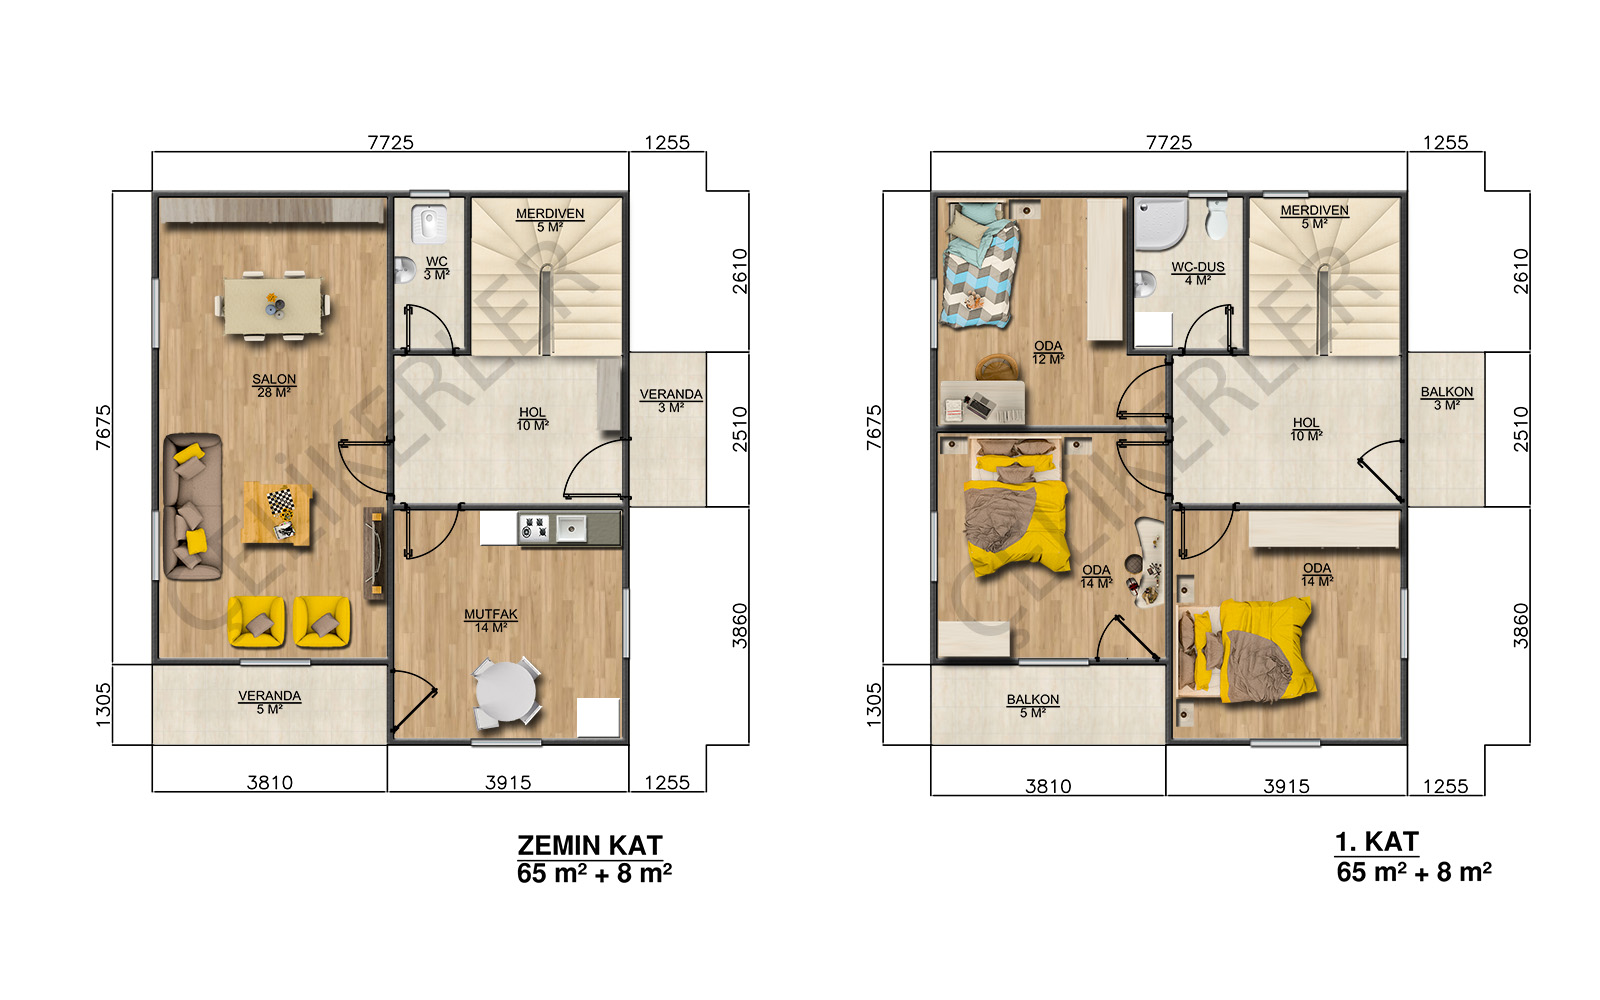 7725
1255
7675
1305
2610
2510
3860
MERDIVEN
5 M²
WC
3 M²
SALON
28 M²
HOL
10 M²
VERANDA
3 M²
MUTFAK
14 M²
VERANDA
5 M²
3810
3915
1255
ÇELİKERLER
ZEMIN KAT
65 m² + 8 m²
7725
1255
7675
1305
2610
2510
3860
MERDIVEN
5 M²
WC-DUS
4 M²
ODA
12 M²
HOL
10 M²
BALKON
3 M²
ODA
14 M²
ODA
14 M²
BALKON
5 M²
3810
3915
1255
ÇELİKERLER
1. KAT
65 m² + 8 m²